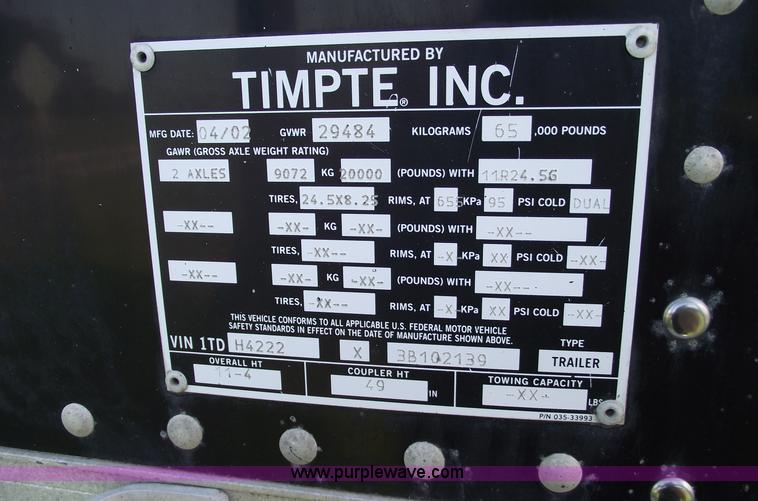 MANUFACTURED BY
TIMPTE® INC.
MFG DATE: 04/02 GVWR 29484 KILOGRAMS 65 ,000 POUNDS
GAWR (GROSS AXLE WEIGHT RATING)
2 AXLES 9072 KG 20000 (POUNDS) WITH 11R24.5G
TIRES, 24.5X8.25 RIMS, AT 655 KPa 95 PSI COLD DUAL
-XX-- -XX- KG -XX- (POUNDS) WITH -XX--
TIRES, -XX-- RIMS, AT -X- KPa XX PSI COLD -XX-
-XX-- -XX- KG -XX- (POUNDS) WITH -XX--
TIRES, -XX-- RIMS, AT -X- KPa XX PSI COLD -XX-
THIS VEHICLE CONFORMS TO ALL APPLICABLE U.S. FEDERAL MOTOR VEHICLE
SAFETY STANDARDS IN EFFECT ON THE DATE OF MANUFACTURE SHOWN ABOVE. TYPE
VIN 1TD H4222 X 3B102139 TRAILER
OVERALL HT COUPLER HT TOWING CAPACITY
11-4 49 IN -XX- LBS
P/N 035-33993
www.purplewave.com